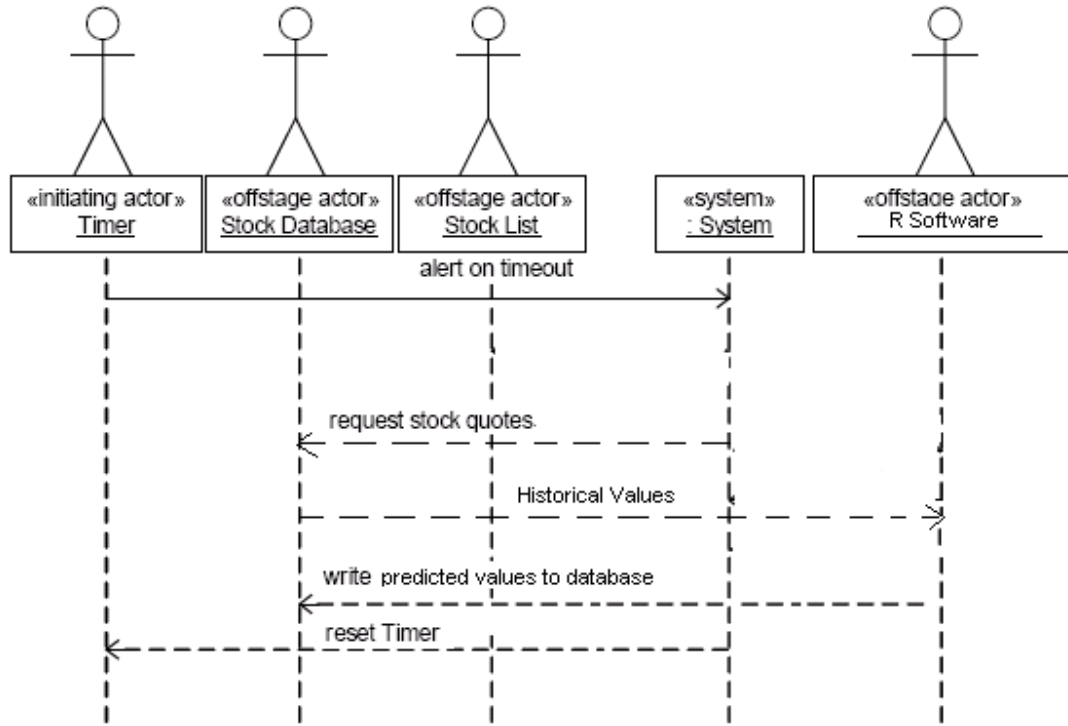 «initiating actor»
Timer
«offstage actor»
Stock Database
«offstage actor»
Stock List
«system»
: System
«offstage actor»
R Software
alert on timeout
request stock quotes.
Historical Values
write predicted values to database
reset Timer